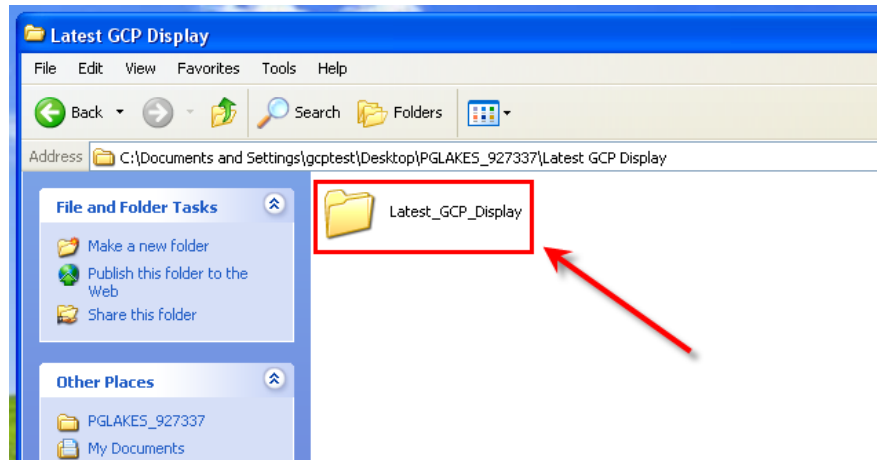 Latest GCP Display
File Edit View Favorites Tools Help
Back Search Folders
Address C:\Documents and Settings\gcptest\Desktop\PGLAKES_927337\Latest GCP Display
File and Folder Tasks
Latest_GCP_Display
Make a new folder
Publish this folder to the
Web
Share this folder
Other Places
PGLAKES_927337
My Documents